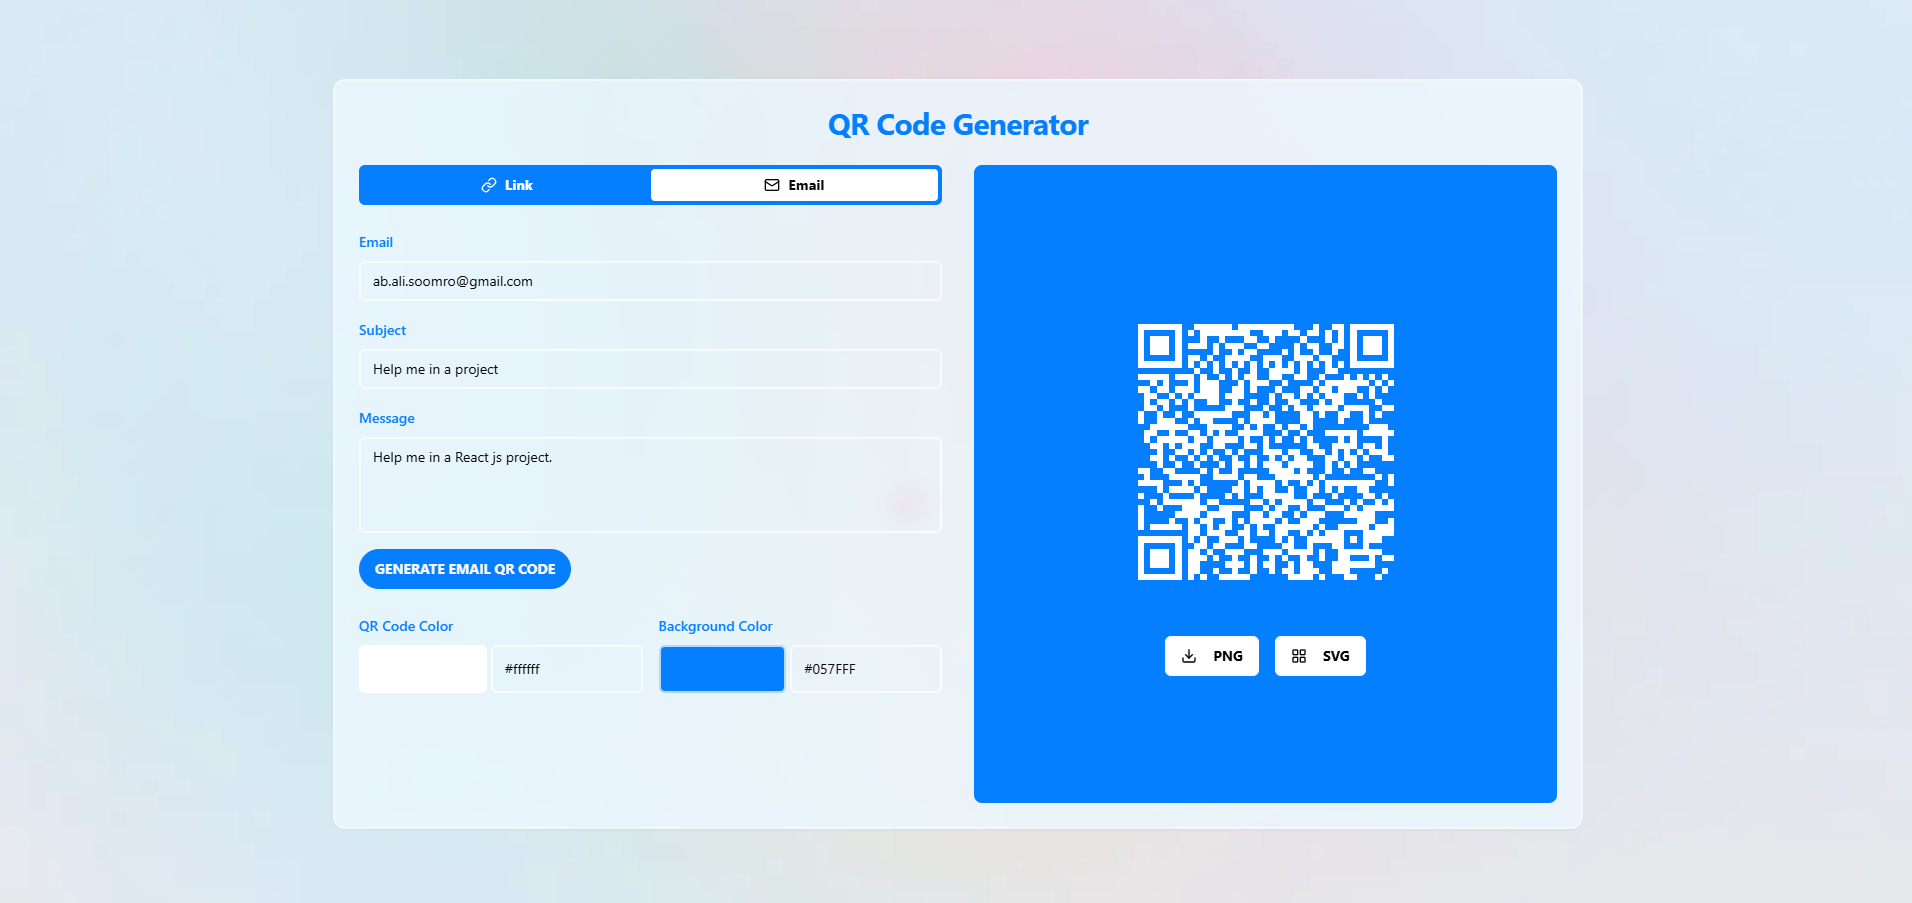 QR Code Generator
Link
Email
Email
ab.ali.soomro@gmail.com
Subject
Help me in a project
Message
Help me in a React js project.
GENERATE EMAIL QR CODE
QR Code Color
Background Color
#ffffff
#057FFF
PNG
SVG